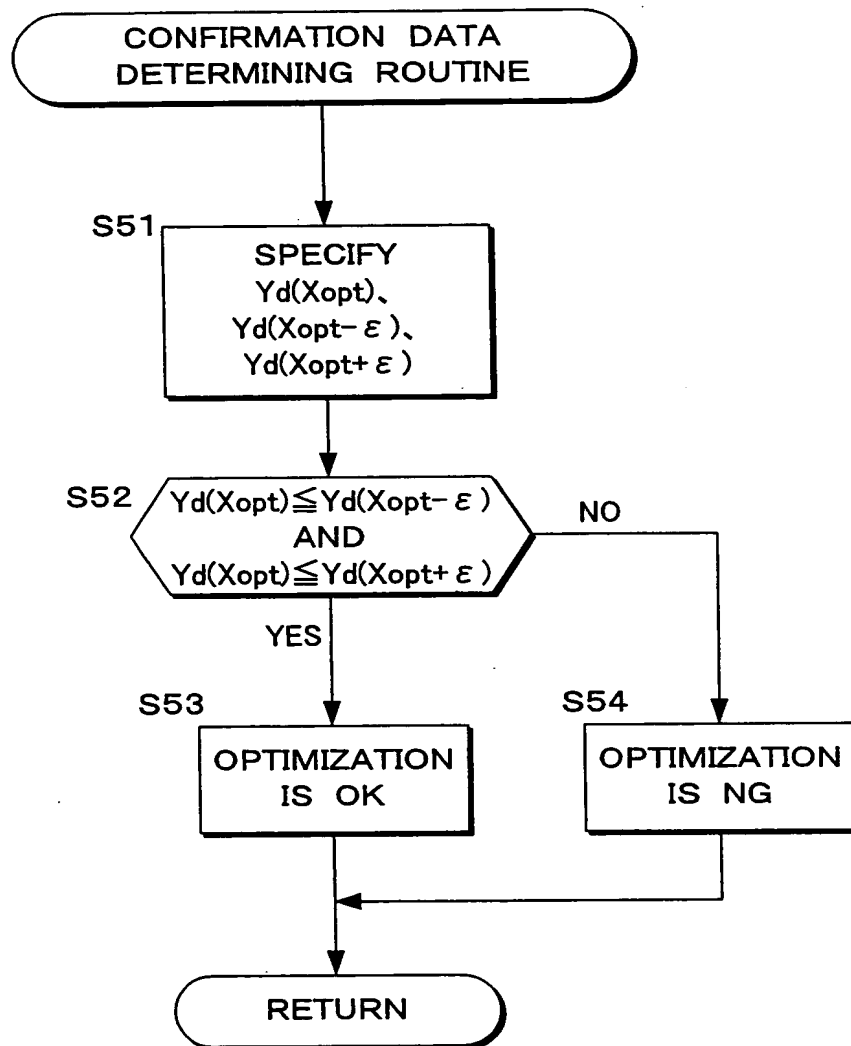 CONFIRMATION DATA
DETERMINING ROUTINE
S51
SPECIFY
Yd(Xopt)、
Yd(Xopt-ε)、
Yd(Xopt+ε)
S52
Yd(Xopt)≦Yd(Xopt-ε)
AND
Yd(Xopt)≦Yd(Xopt+ε)
NO
YES
S53
OPTIMIZATION
IS OK
S54
OPTIMIZATION
IS NG
RETURN